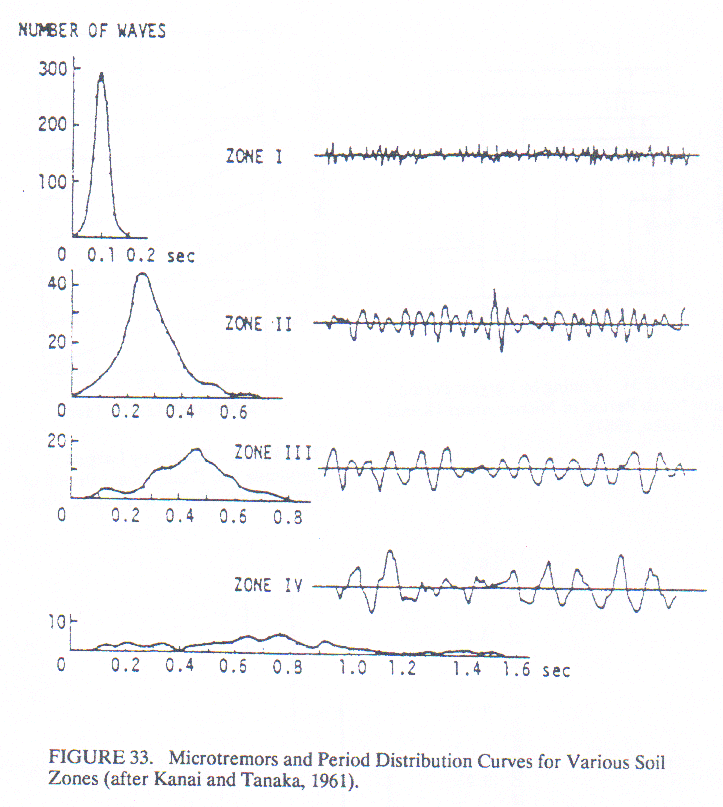 NUMBER OF WAVES
300
200
100
ZONE I
0 0.1 0.2 sec
40
20
ZONE II
0 0.2 0.4 0.6
20
ZONE III
0 0.2 0.4 0.6 0.8
ZONE IV
10
0 0.2 0.4 0.6 0.8 1.0 1.2 1.4 1.6 sec
FIGURE 33. Microtremors and Period Distribution Curves for Various Soil
Zones (after Kanai and Tanaka, 1961).